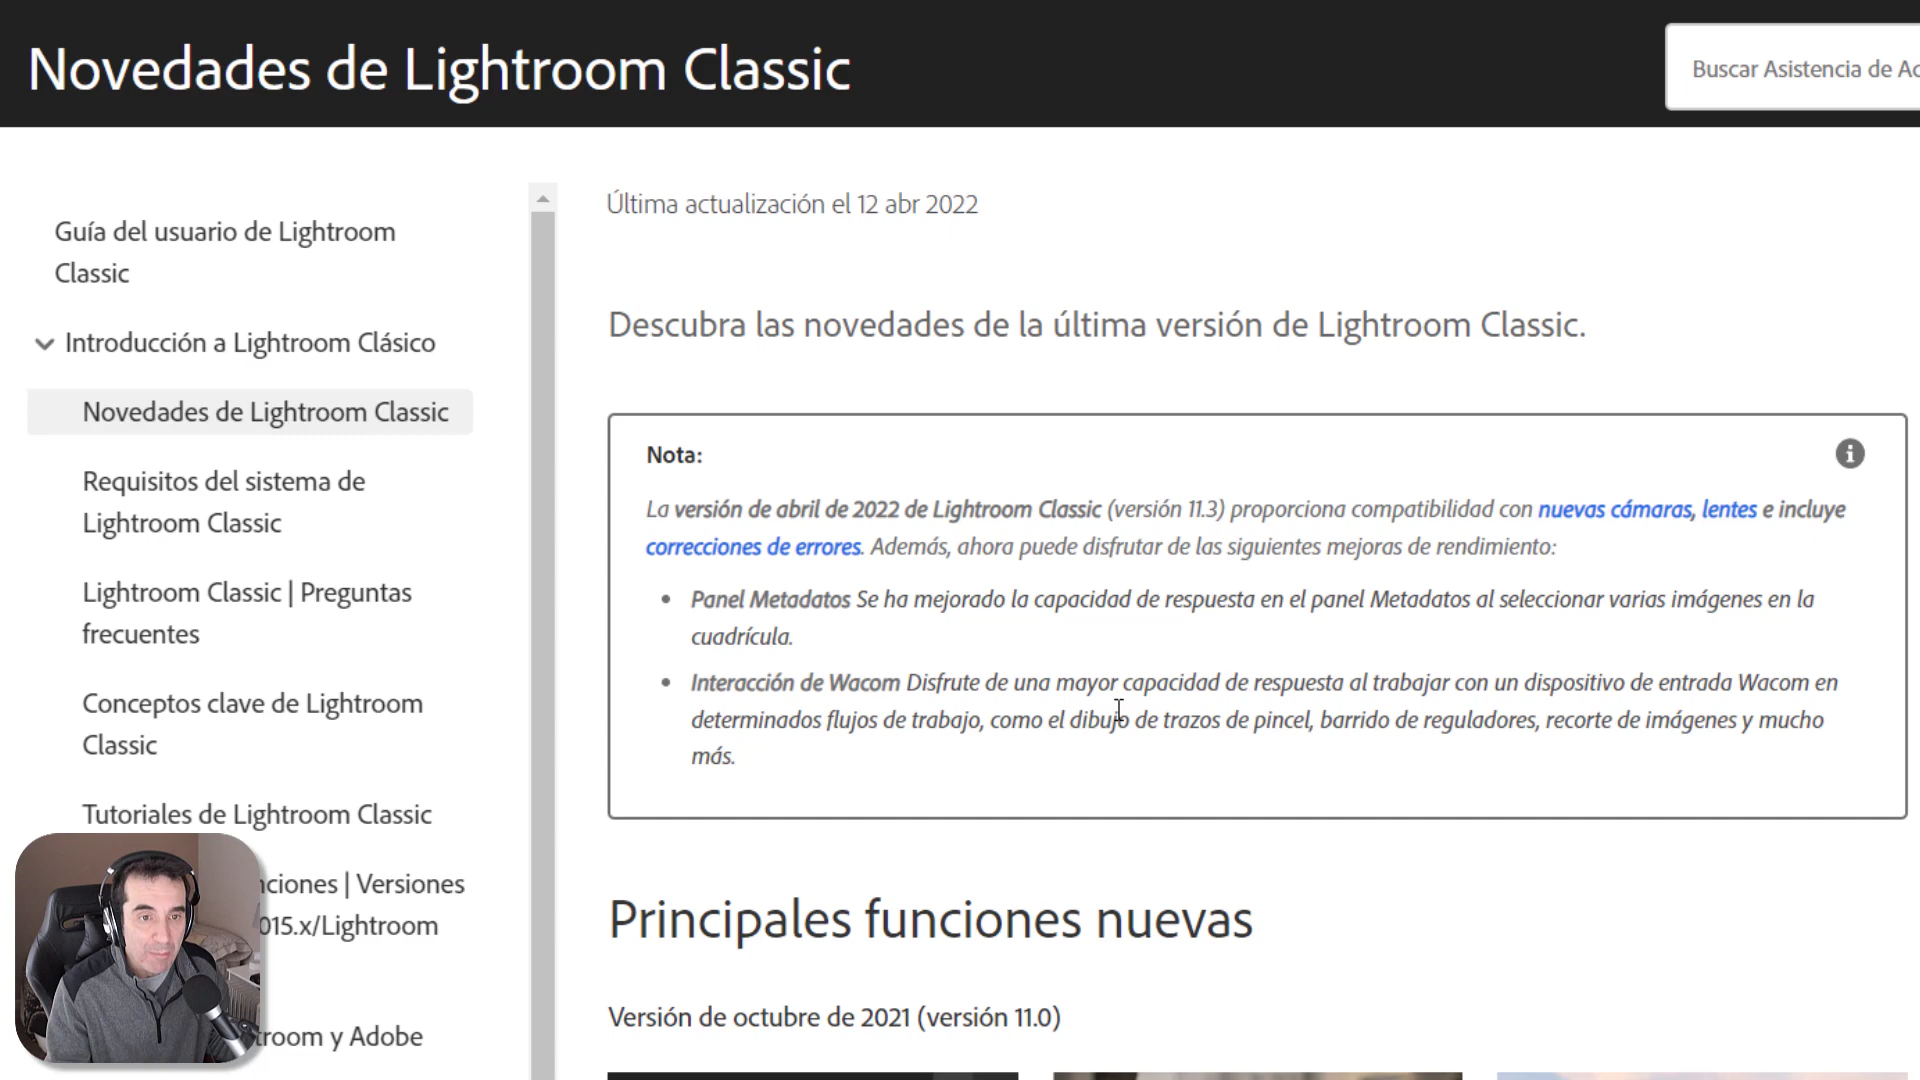 Novedades de Lightroom Classic
Buscar Asistencia de
Última actualización el 12 abr 2022
Guía del usuario de Lightroom
Classic
Introducción a Lightroom Clásico
Novedades de Lightroom Classic
Requisitos del sistema de
Lightroom Classic
Lightroom Classic | Preguntas
frecuentes
Conceptos clave de Lightroom
Classic
Tutoriales de Lightroom Classic
nciones | Versiones
015.x/Lightroom
troom y Adobe
Descubra las novedades de la última versión de Lightroom Classic.
Nota:
La versión de abril de 2022 de Lightroom Classic (versión 11.3) proporciona compatibilidad con nuevas cámaras, lentes e incluye
correcciones de errores. Además, ahora puede disfrutar de las siguientes mejoras de rendimiento:
• Panel Metadatos Se ha mejorado la capacidad de respuesta en el panel Metadatos al seleccionar varias imágenes en la
cuadrícula.
• Interacción de Wacom Disfrute de una mayor capacidad de respuesta al trabajar con un dispositivo de entrada Wacom en
determinados flujos de trabajo, como el dibujo de trazos de pincel, barrido de reguladores, recorte de imágenes y mucho
más.
Principales funciones nuevas
Versión de octubre de 2021 (versión 11.0)